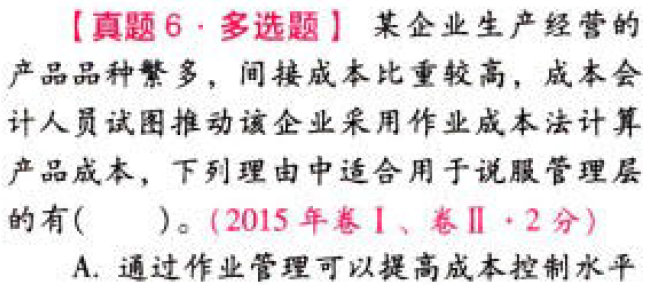 【真题6·多选题】 某企业生产经营的
产品品种繁多，间接成本比重较高，成本会
计人员试图推动该企业采用作业成本法计算
产品成本，下列理由中适合用于说服管理层
的有(　　)。(2015年卷Ⅰ、卷Ⅱ·2分)
A. 通过作业管理可以提高成本控制水平